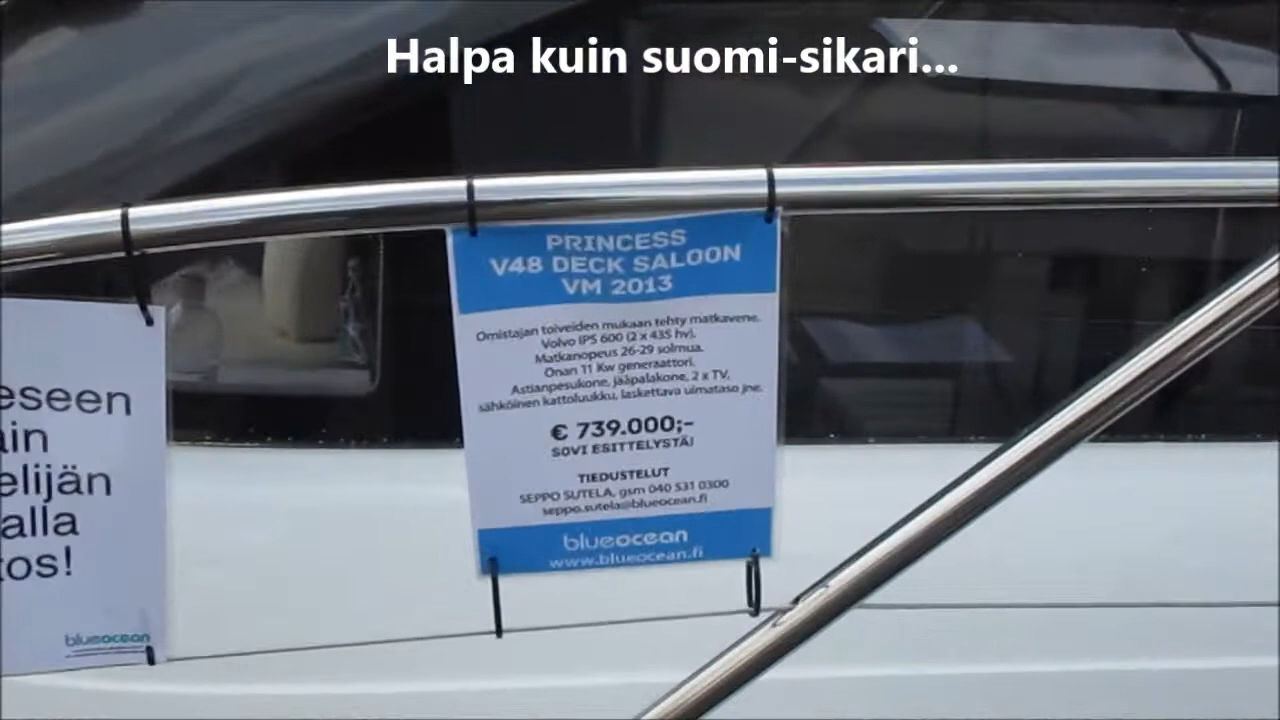 Halpa kuin suomi-sikari...
PRINCESS
V48 DECK SALOON
VM 2013
Omistajan toiveiden mukaan tehty matkavene.
Volvo IPS 600 (2 x 435 hv).
Matkanopeus 26-29 solmua.
Onan 11 Kw generaattori.
Astianpesukone, jääpalakone, 2 x TV,
sähköinen kattoluukku, laskettava uimataso jne.
€ 739.000;-
SOVI ESITTELYSTÄ!
TIEDUSTELUT
SEPPO SUTELA, gsm 040 531 0300
seppo.sutela@blueocean.fi
blueocean
www.blueocean.fi
eseen
ain
elijän
alla
tos!
blueocean